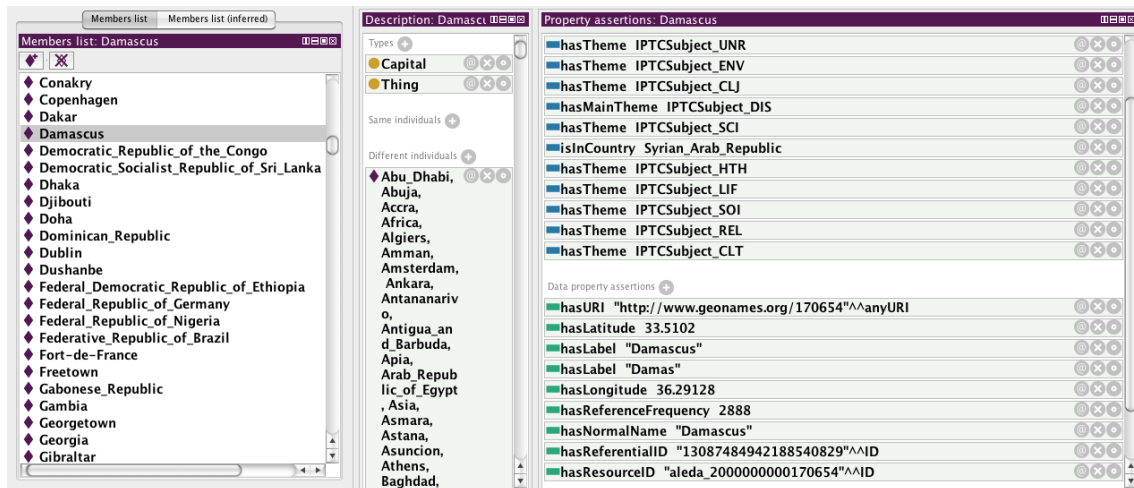 Members list
Members list (inferred)
Members list: Damascus
Conakry
Copenhagen
Dakar
Damascus
Democratic_Republic_of_the_Congo
Democratic_Socialist_Republic_of_Sri_Lanka
Dhaka
Djibouti
Doha
Dominican_Republic
Dublin
Dushanbe
Federal_Democratic_Republic_of_Ethiopia
Federal_Republic_of_Germany
Federal_Republic_of_Nigeria
Federative_Republic_of_Brazil
Fort-de-France
Freetown
Gabonese_Republic
Gambia
Georgetown
Georgia
Gibraltar
Description: Damascu
Types
Capital
Thing
Same individuals
Different individuals
Abu_Dhabi,
Abuja,
Accra,
Africa,
Algiers,
Amman,
Amsterdam,
Ankara,
Antananariv
o,
Antigua_an
d_Barbuda,
Apia,
Arab_Repub
lic_of_Egypt
, Asia,
Asmara,
Astana,
Asuncion,
Athens,
Baghdad,
Property assertions: Damascus
hasTheme IPTCSubject_UNR
hasTheme IPTCSubject_ENV
hasTheme IPTCSubject_CLJ
hasMainTheme IPTCSubject_DIS
hasTheme IPTCSubject_SCI
isInCountry Syrian_Arab_Republic
hasTheme IPTCSubject_HTH
hasTheme IPTCSubject_LIF
hasTheme IPTCSubject_SOI
hasTheme IPTCSubject_REL
hasTheme IPTCSubject_CLT
Data property assertions
hasURI "http://www.geonames.org/170654"^^anyURI
hasLatitude 33.5102
hasLabel "Damascus"
hasLabel "Damas"
hasLongitude 36.29128
hasReferenceFrequency 2888
hasNormalName "Damascus"
hasReferentialID "13087484942188540829"^^ID
hasResourceID "aleda_2000000000170654"^^ID